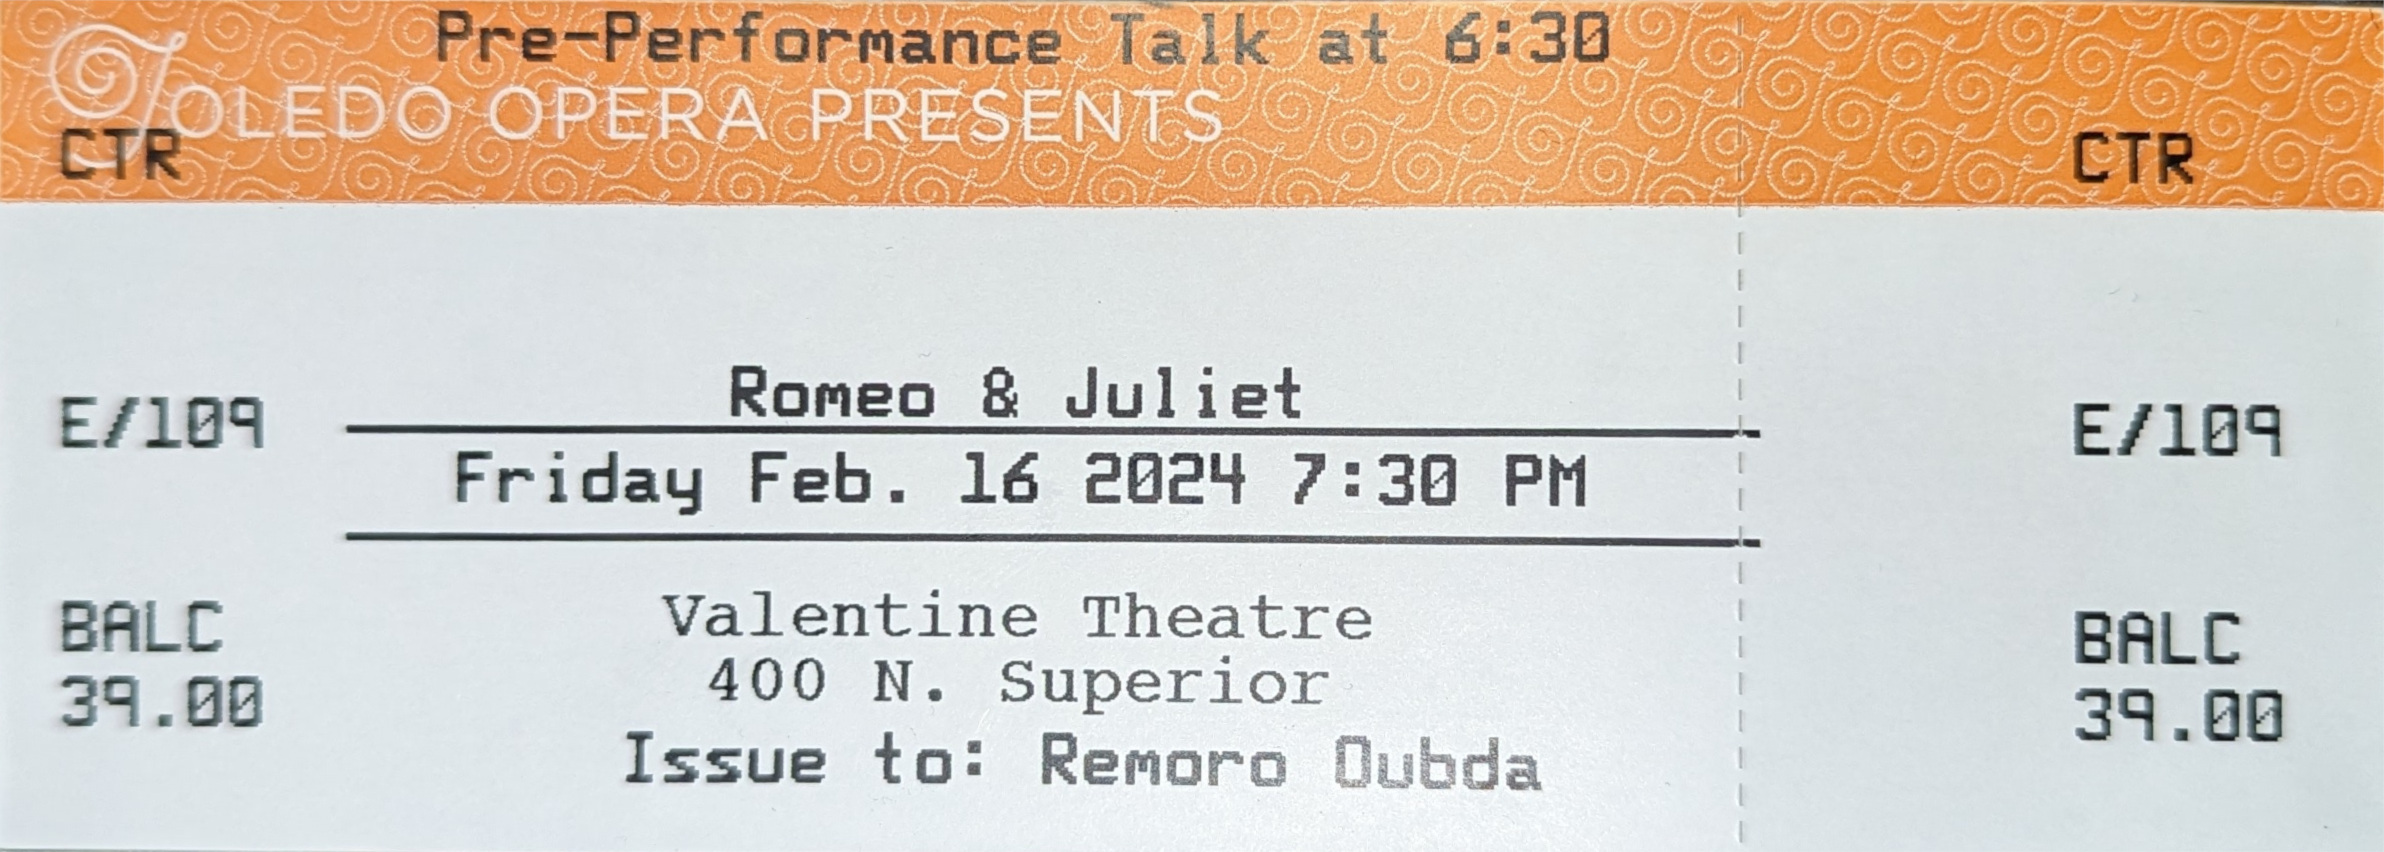 Pre-Performance Talk at 6:30
TOLEDO OPERA PRESENTS
CTR
CTR
Romeo & Juliet
E/109
E/109
Friday Feb. 16 2024 7:30 PM
BALC
Valentine Theatre
BALC
39.00
400 N. Superior
39.00
Issue to: Remoro Oubda